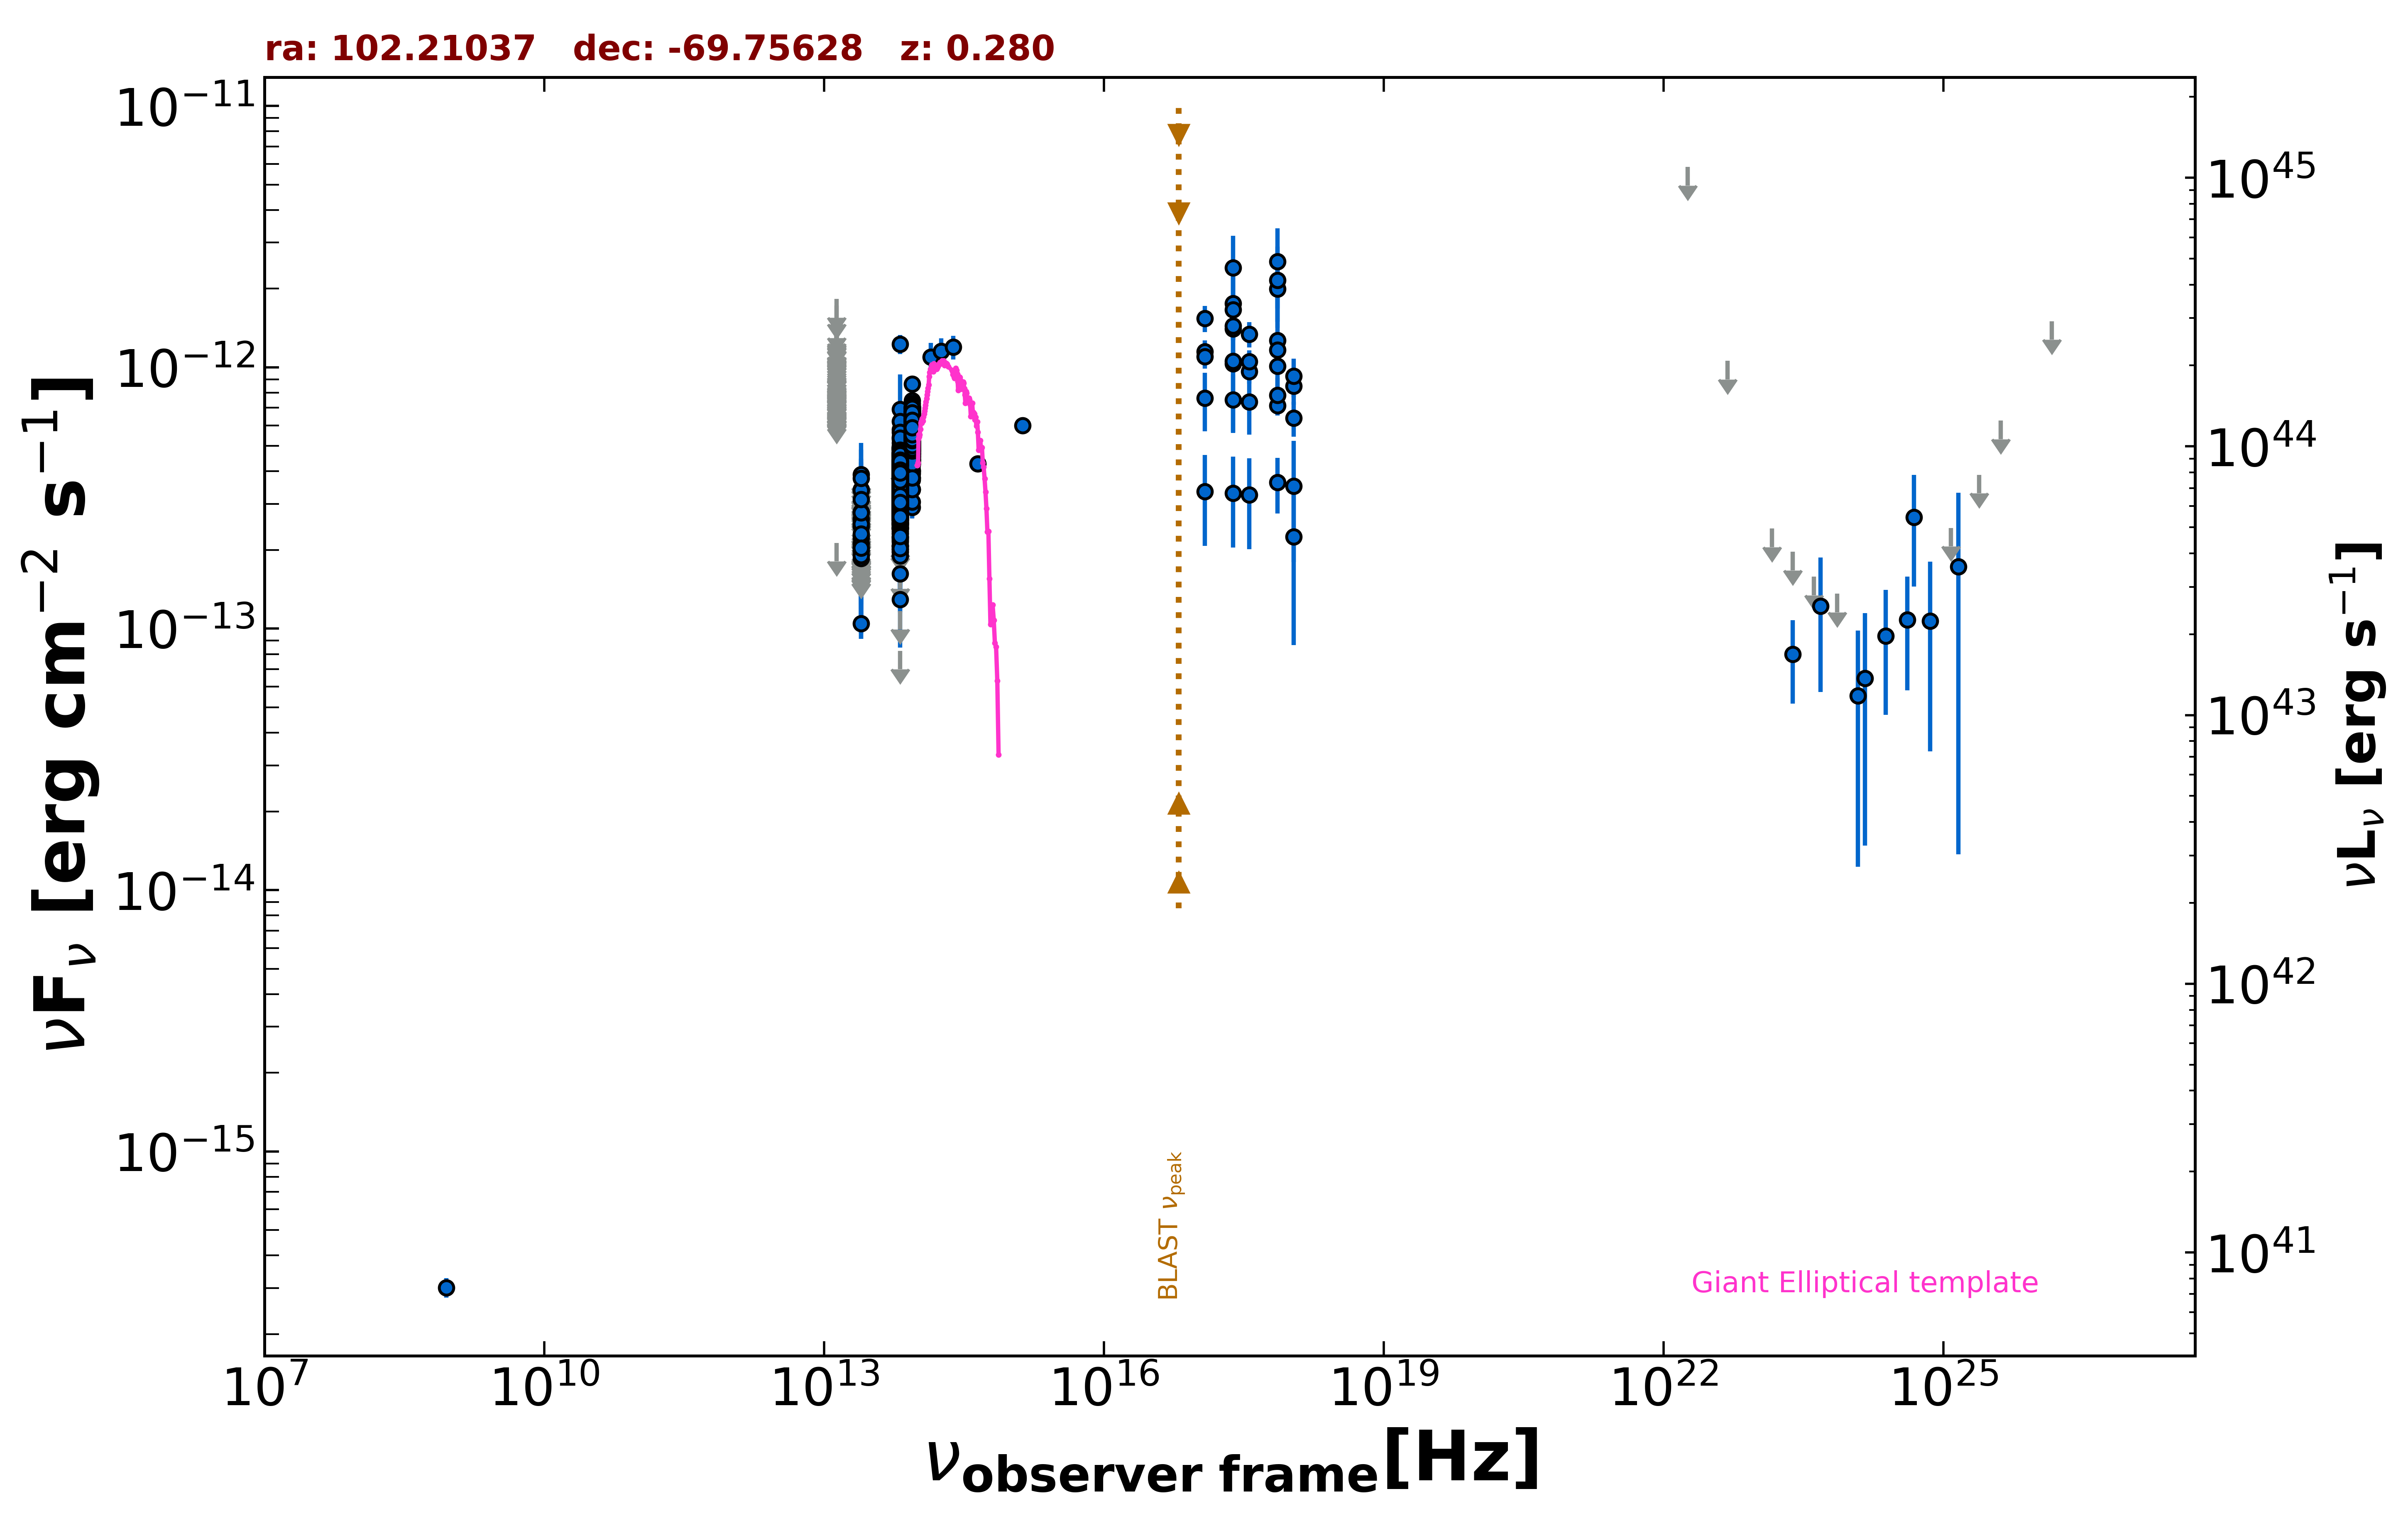 ra: 102.21037 dec: -69.75628 z: 0.280
10⁻¹¹
10⁻¹²
10⁻¹³
10⁻¹⁴
10⁻¹⁵
νFν [erg cm⁻² s⁻¹]
10⁴⁵
10⁴⁴
10⁴³
10⁴²
10⁴¹
νLν [erg s⁻¹]
BLAST νpeak
Giant Elliptical template
10⁷ 10¹⁰ 10¹³ 10¹⁶ 10¹⁹ 10²² 10²⁵
νobserver frame[Hz]